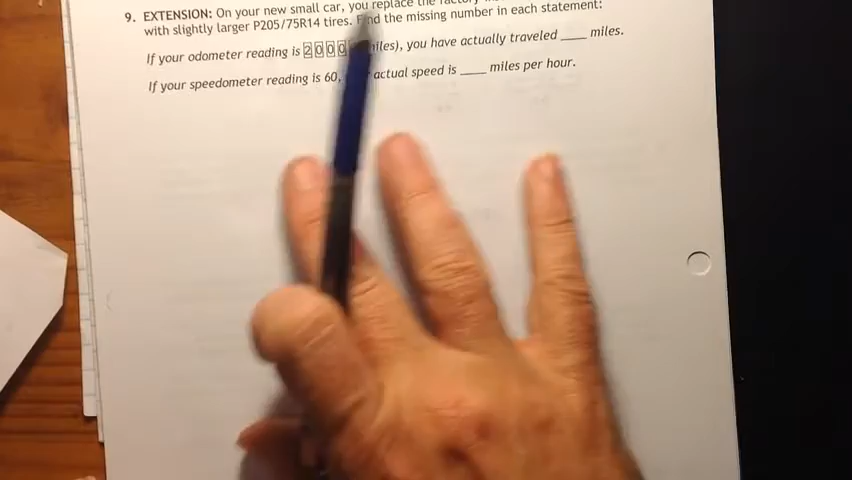 9. EXTENSION: On your new small car, you replace the factory
with slightly larger P205/75R14 tires. Find the missing number in each statement:
If your odometer reading is 2000 miles), you have actually traveled ____ miles.
If your speedometer reading is 60, actual speed is ____ miles per hour.